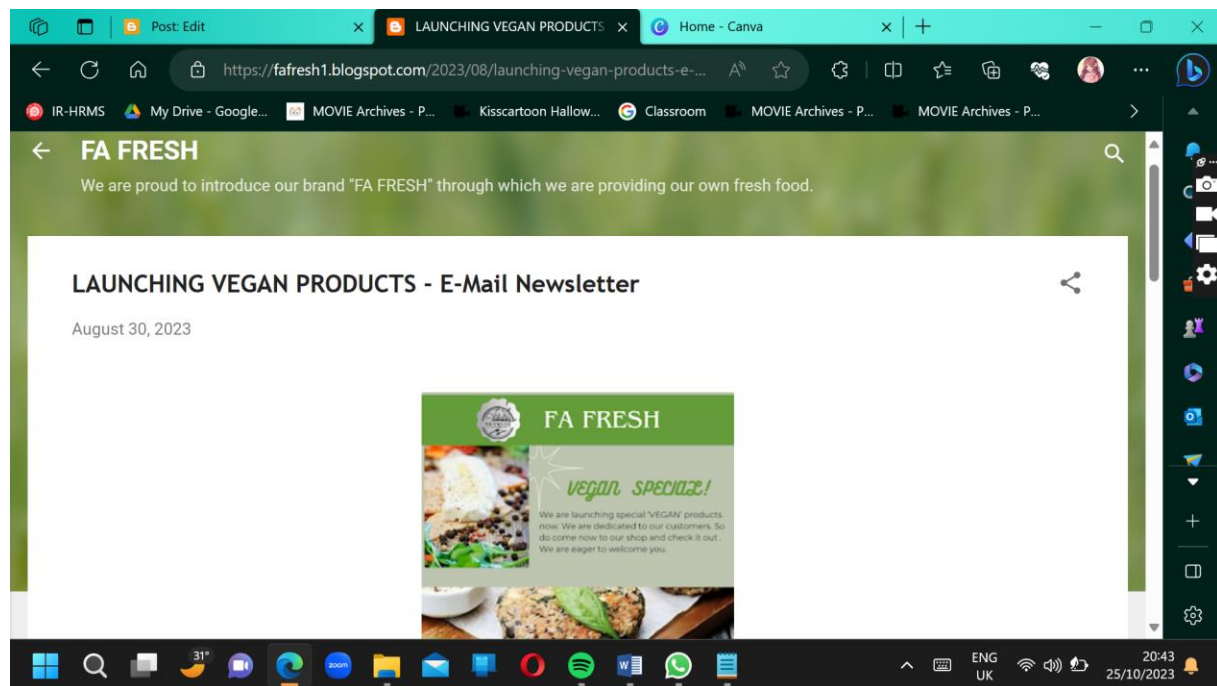 Post: Edit
LAUNCHING VEGAN PRODUCTS
Home - Canva
https://fafresh1.blogspot.com/2023/08/launching-vegan-products-e-...
IR-HRMS
My Drive - Google...
MOVIE Archives - P...
Kisscartoon Hallow...
Classroom
MOVIE Archives - P...
MOVIE Archives - P...
FA FRESH
We are proud to introduce our brand "FA FRESH" through which we are providing our own fresh food.
LAUNCHING VEGAN PRODUCTS - E-Mail Newsletter
August 30, 2023
FA FRESH
VEGAN SPECIAL!
We are launching special 'VEGAN' products
now. We are dedicated to our customers. So
do come now to our shop and check it out .
We are eager to welcome you.
31°
zoom
ENG
UK
20:43
25/10/2023